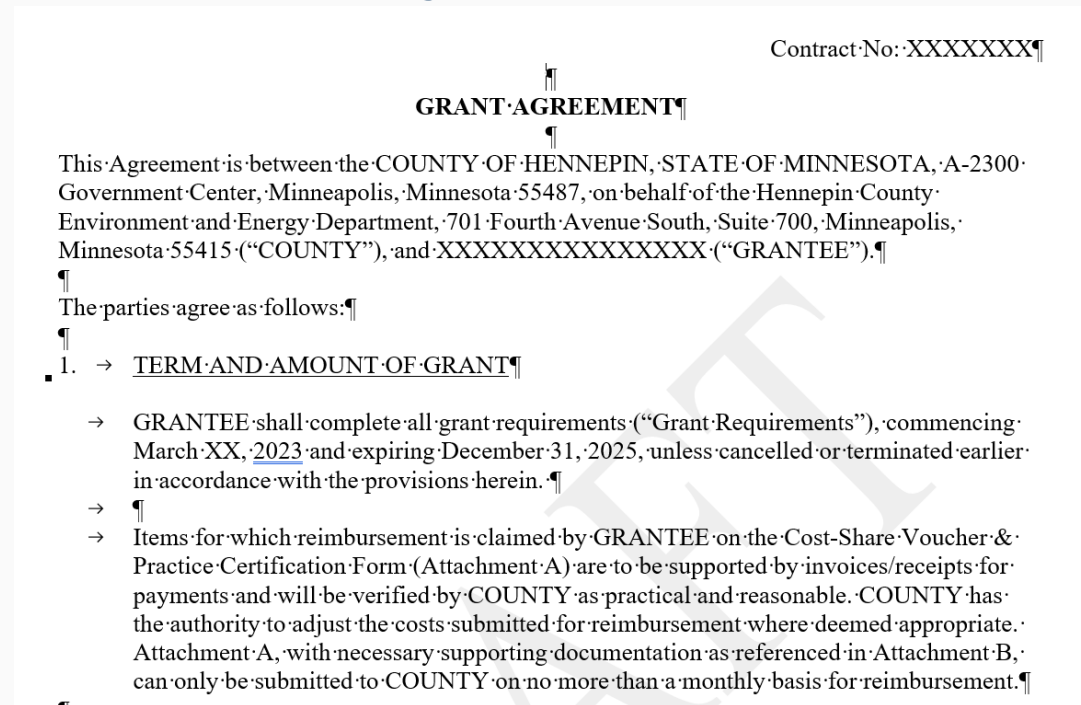 Contract No: XXXXXXX¶
¶
GRANT AGREEMENT¶
¶
This Agreement is between the COUNTY OF HENNEPIN, STATE OF MINNESOTA, A-2300
Government Center, Minneapolis, Minnesota 55487, on behalf of the Hennepin County
Environment and Energy Department, 701 Fourth Avenue South, Suite 700, Minneapolis,
Minnesota 55415 (“COUNTY”), and XXXXXXXXXXXXXXX (“GRANTEE”).¶
¶
The parties agree as follows:¶
¶
1. → TERM AND AMOUNT OF GRANT¶
→ GRANTEE shall complete all grant requirements (“Grant Requirements”), commencing
March XX, 2023 and expiring December 31, 2025, unless cancelled or terminated earlier
in accordance with the provisions herein. ¶
→ ¶
→ Items for which reimbursement is claimed by GRANTEE on the Cost-Share Voucher &
Practice Certification Form (Attachment A) are to be supported by invoices/receipts for
payments and will be verified by COUNTY as practical and reasonable. COUNTY has
the authority to adjust the costs submitted for reimbursement where deemed appropriate.
Attachment A, with necessary supporting documentation as referenced in Attachment B,
can only be submitted to COUNTY on no more than a monthly basis for reimbursement.¶